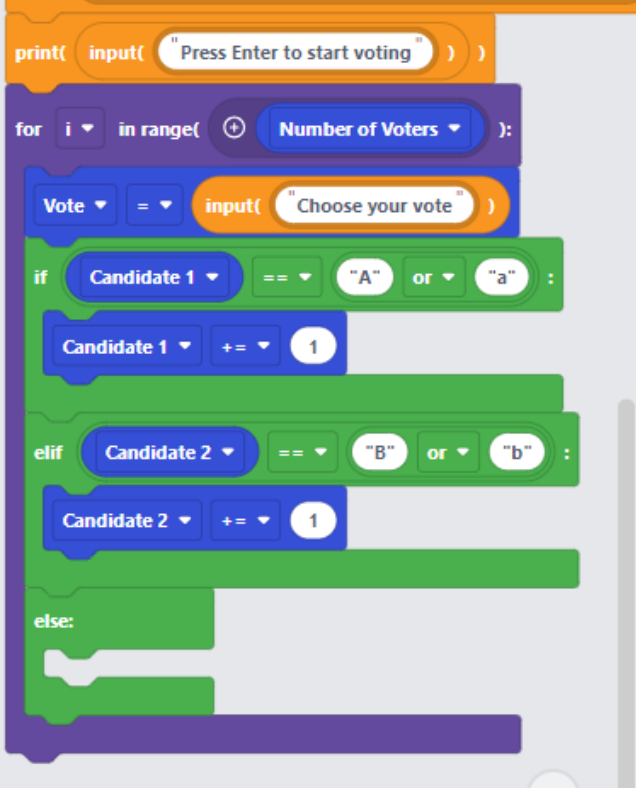 print( input( "Press Enter to start voting" ) )
for i in range( Number of Voters ):
Vote = input( "Choose your vote" )
if Candidate 1 == "A" or "a" :
Candidate 1 += 1
elif Candidate 2 == "B" or "b" :
Candidate 2 += 1
else: